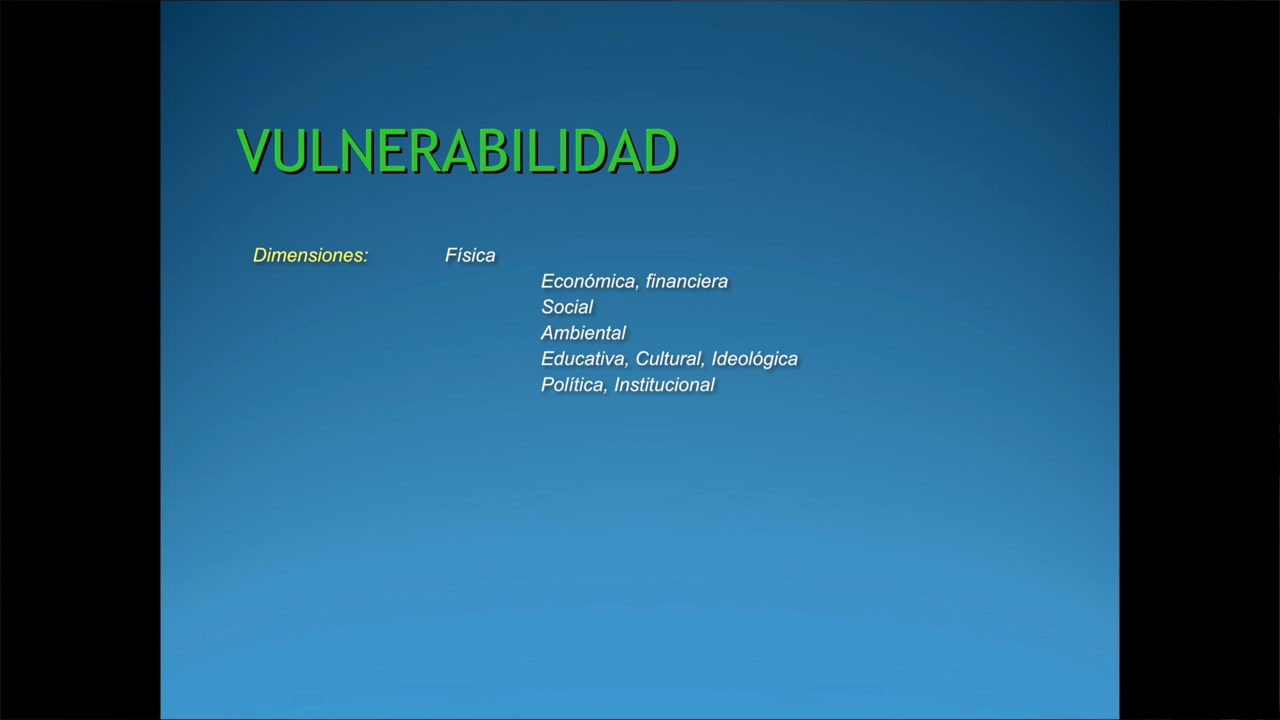 VULNERABILIDAD
Dimensiones: Física
Económica, financiera
Social
Ambiental
Educativa, Cultural, Ideológica
Política, Institucional